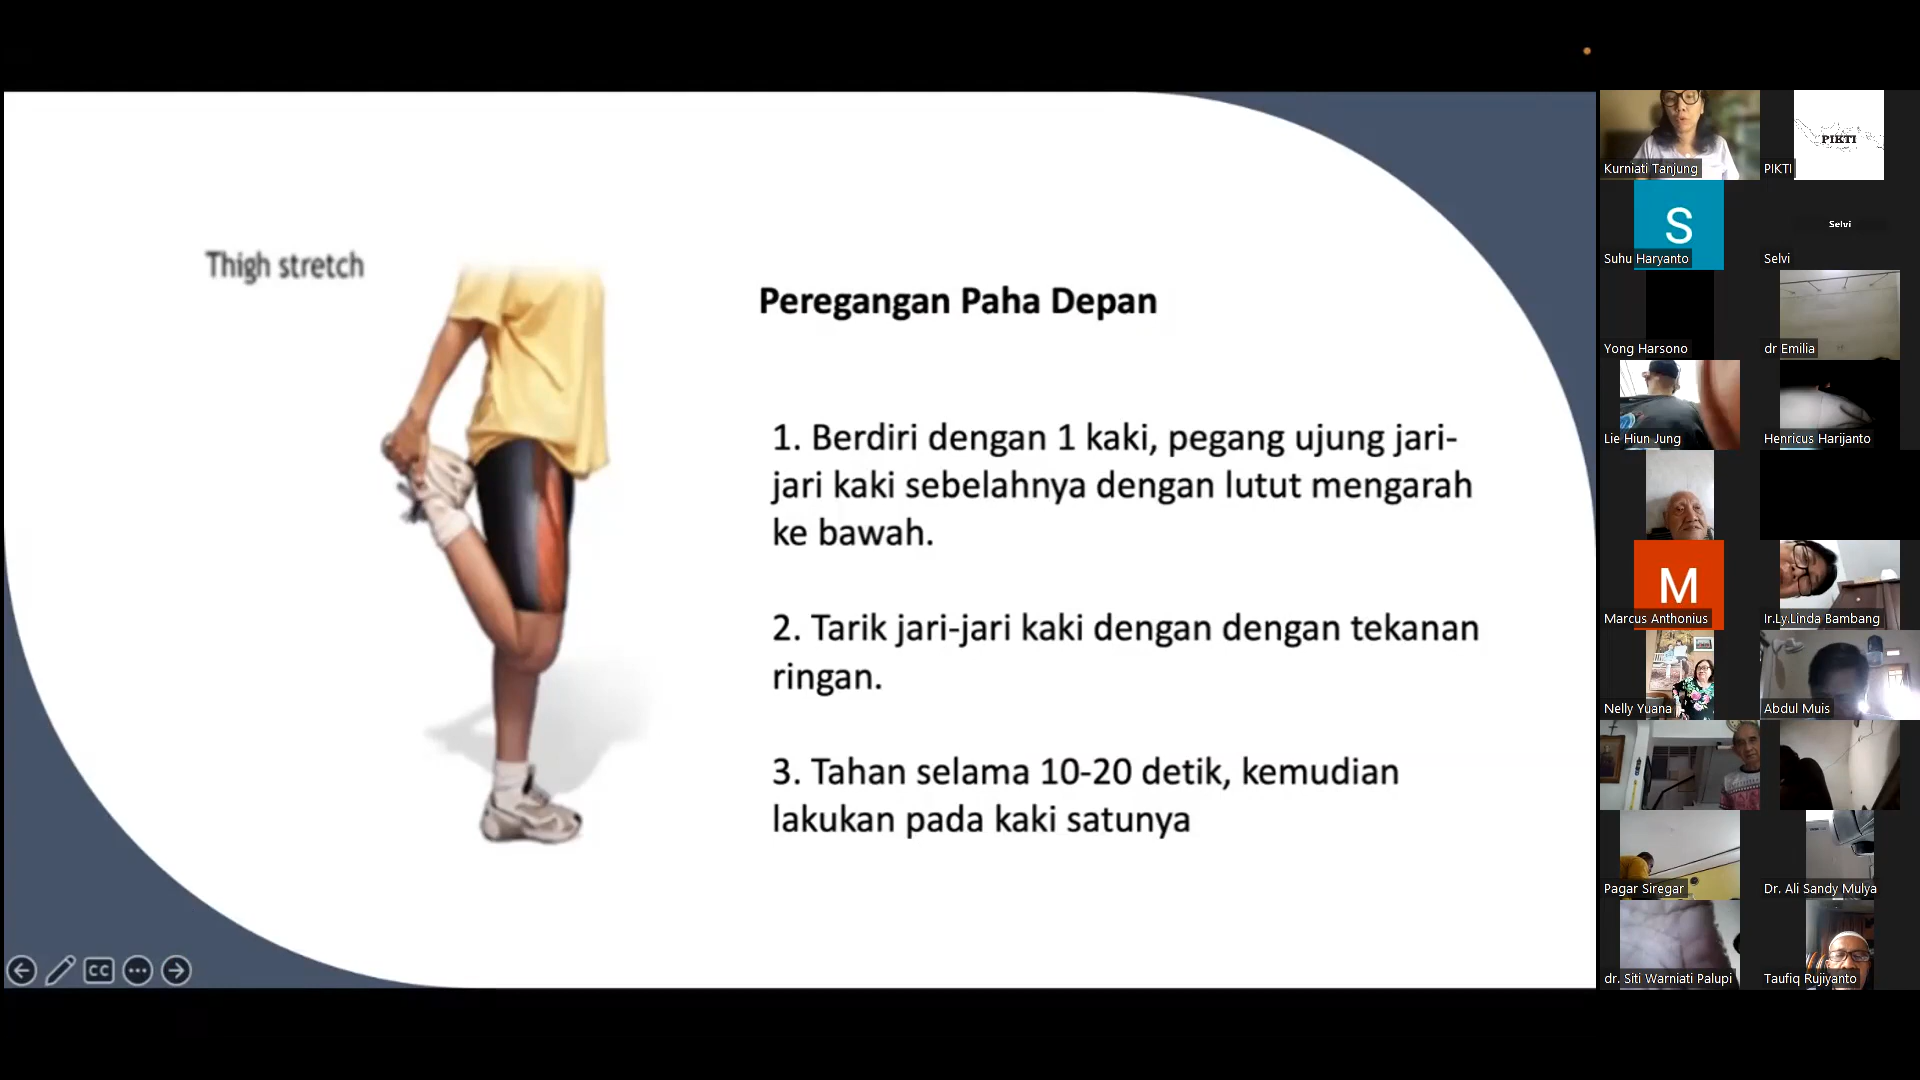 Thigh stretch
Peregangan Paha Depan
1. Berdiri dengan 1 kaki, pegang ujung jari-
jari kaki sebelahnya dengan lutut mengarah
ke bawah.
2. Tarik jari-jari kaki dengan dengan tekanan
ringan.
3. Tahan selama 10-20 detik, kemudian
lakukan pada kaki satunya
CC
Kurniati Tanjung
PIKTI
PIKTI
S
Suhu Haryanto
Selvi
Selvi
Yong Harsono
dr Emilia
Lie Hiun Jung
Henricus Harijanto
M
Marcus Anthonius
Ir.Ly.Linda Bambang
Nelly Yuana
Abdul Muis
Pagar Siregar
Dr. Ali Sandy Mulya
dr. Siti Warniati Palupi
Taufiq Rujiyanto